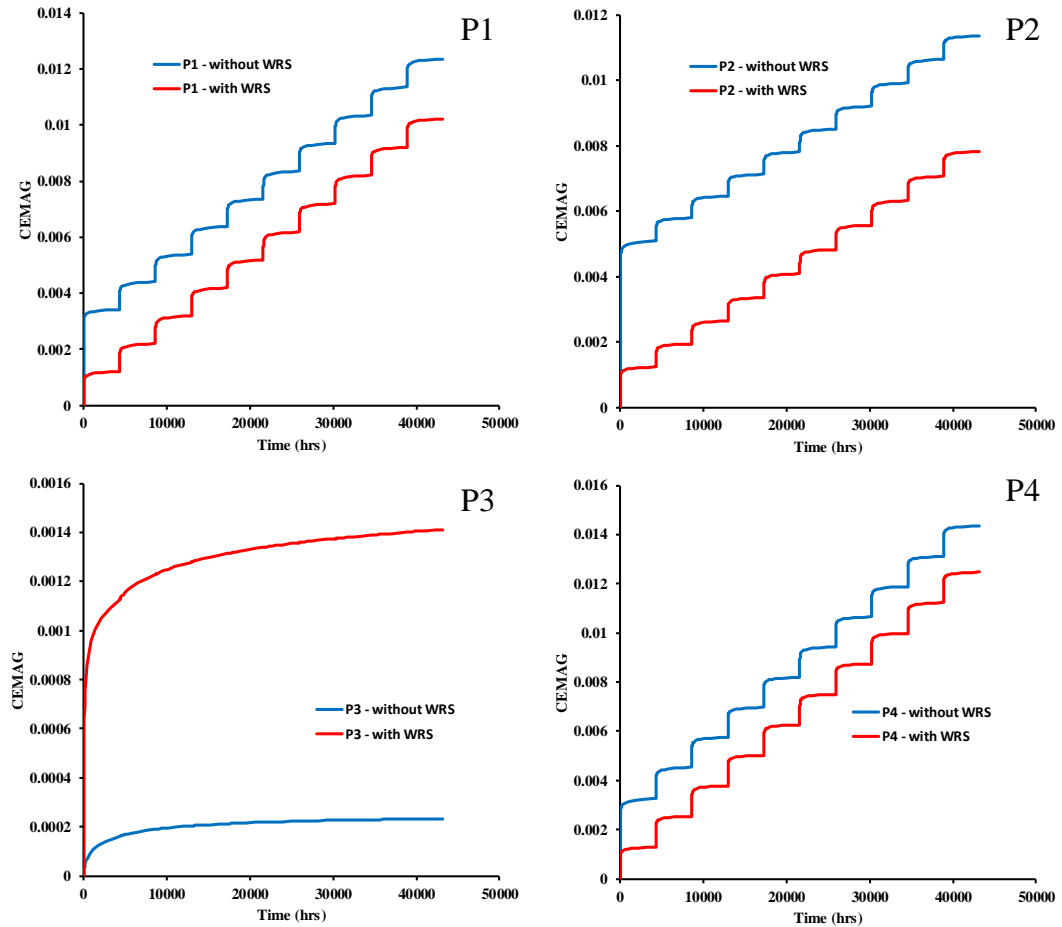 P1
0.014
0.012
0.01
0.008
0.006
0.004
0.002
0
CEMAG
P1 - without WRS
P1 - with WRS
0 10000 20000 30000 40000 50000
Time (hrs)
P2
0.012
0.01
0.008
0.006
0.004
0.002
0
CEMAG
P2 - without WRS
P2 - with WRS
0 10000 20000 30000 40000 50000
Time (hrs)
P3
0.0016
0.0014
0.0012
0.001
0.0008
0.0006
0.0004
0.0002
0
CEMAG
P3 - without WRS
P3 - with WRS
0 10000 20000 30000 40000 50000
Time (hrs)
P4
0.016
0.014
0.012
0.01
0.008
0.006
0.004
0.002
0
CEMAG
P4 - without WRS
P4 - with WRS
0 10000 20000 30000 40000 50000
Time (hrs)